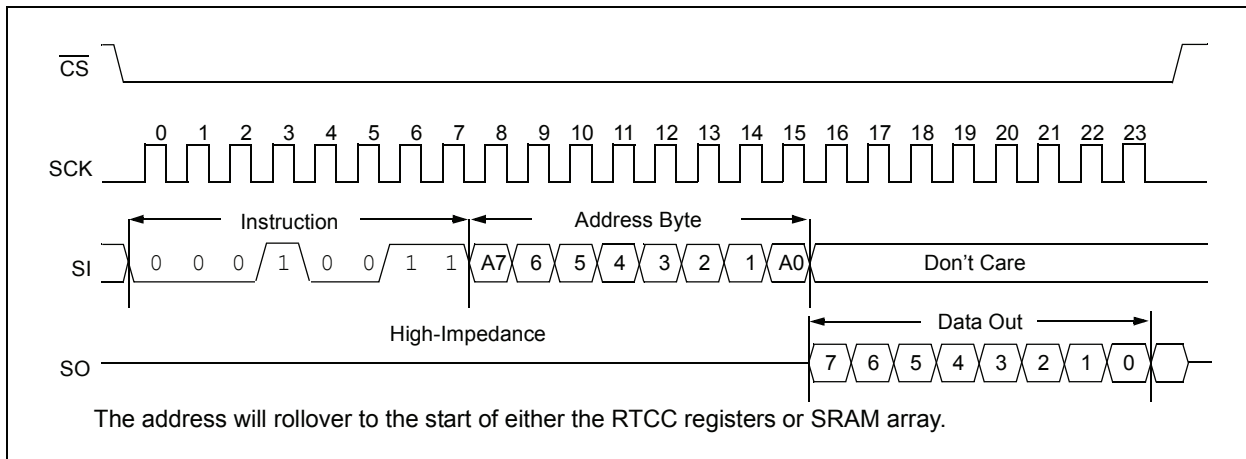 CS
0 1 2 3 4 5 6 7 8 9 10 11 12 13 14 15 16 17 18 19 20 21 22 23
SCK
Instruction Address Byte
SI 0 0 0 1 0 0 1 1 A7 6 5 4 3 2 1 A0 Don't Care
High-Impedance Data Out
SO 7 6 5 4 3 2 1 0
The address will rollover to the start of either the RTCC registers or SRAM array.